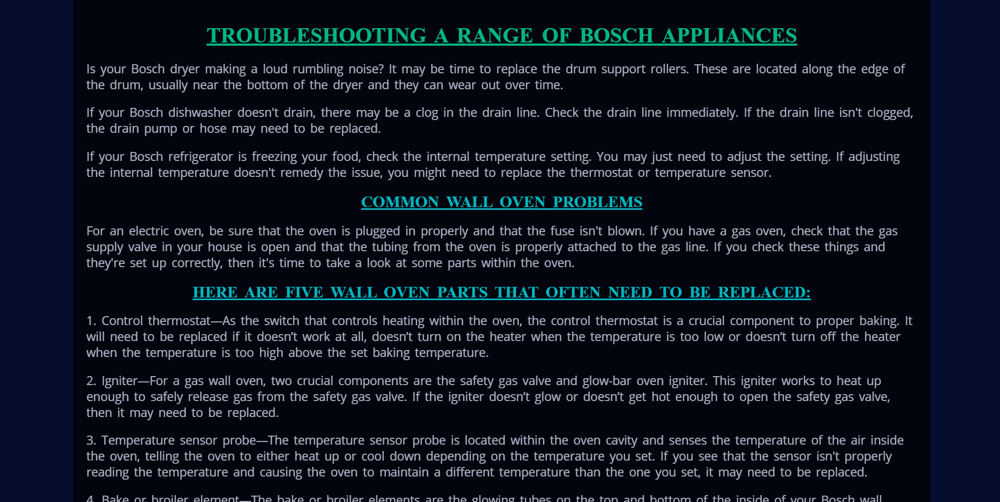 TROUBLESHOOTING A RANGE OF BOSCH APPLIANCES
Is your Bosch dryer making a loud rumbling noise? It may be time to replace the drum support rollers. These are located along the edge of
the drum, usually near the bottom of the dryer and they can wear out over time.
If your Bosch dishwasher doesn't drain, there may be a clog in the drain line. Check the drain line immediately. If the drain line isn't clogged,
the drain pump or hose may need to be replaced.
If your Bosch refrigerator is freezing your food, check the internal temperature setting. You may just need to adjust the setting. If adjusting
the internal temperature doesn't remedy the issue, you might need to replace the thermostat or temperature sensor.
COMMON WALL OVEN PROBLEMS
For an electric oven, be sure that the oven is plugged in properly and that the fuse isn't blown. If you have a gas oven, check that the gas
supply valve in your house is open and that the tubing from the oven is properly attached to the gas line. If you check these things and
they're set up correctly, then it's time to take a look at some parts within the oven.
HERE ARE FIVE WALL OVEN PARTS THAT OFTEN NEED TO BE REPLACED:
1. Control thermostat—As the switch that controls heating within the oven, the control thermostat is a crucial component to proper baking. It
will need to be replaced if it doesn’t work at all, doesn’t turn on the heater when the temperature is too low or doesn’t turn off the heater
when the temperature is too high above the set baking temperature.
2. Igniter—For a gas wall oven, two crucial components are the safety gas valve and glow-bar oven igniter. This igniter works to heat up
enough to safely release gas from the safety gas valve. If the igniter doesn’t glow or doesn’t get hot enough to open the safety gas valve,
then it may need to be replaced.
3. Temperature sensor probe—The temperature sensor probe is located within the oven cavity and senses the temperature of the air inside
the oven, telling the oven to either heat up or cool down depending on the temperature you set. If you see that the sensor isn't properly
reading the temperature and causing the oven to maintain a different temperature than the one you set, it may need to be replaced.
4. Bake or broiler element—The bake or broiler elements are the glowing tubes on the top and bottom of the inside of your Bosch wall